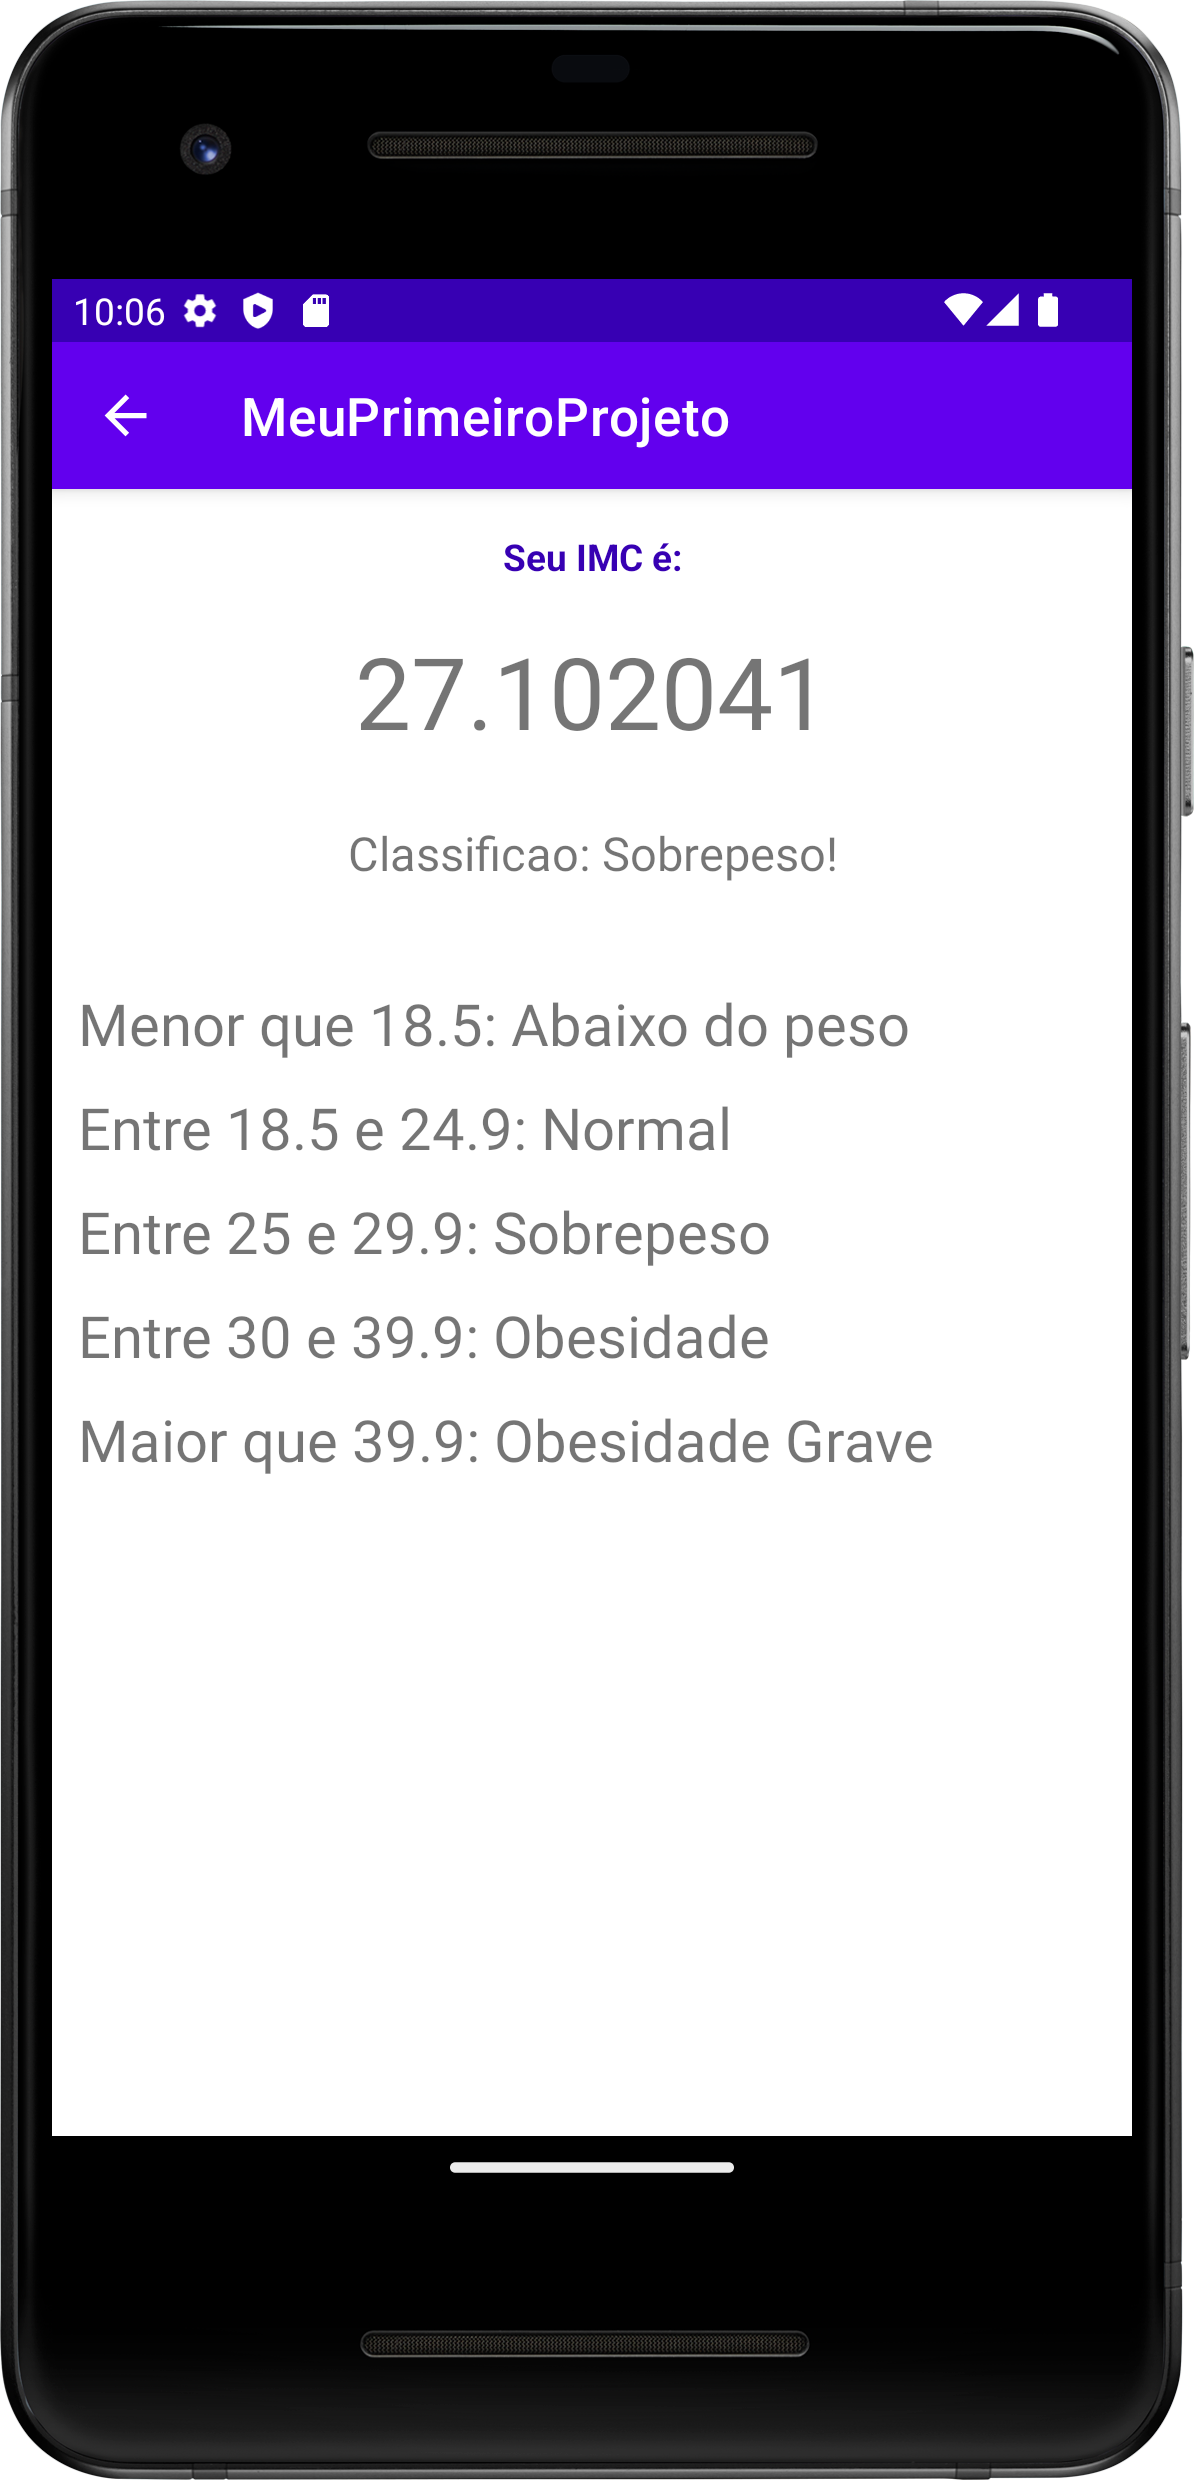 10:06
MeuPrimeiroProjeto
Seu IMC é:
27.102041
Classificao: Sobrepeso!
Menor que 18.5: Abaixo do peso
Entre 18.5 e 24.9: Normal
Entre 25 e 29.9: Sobrepeso
Entre 30 e 39.9: Obesidade
Maior que 39.9: Obesidade Grave